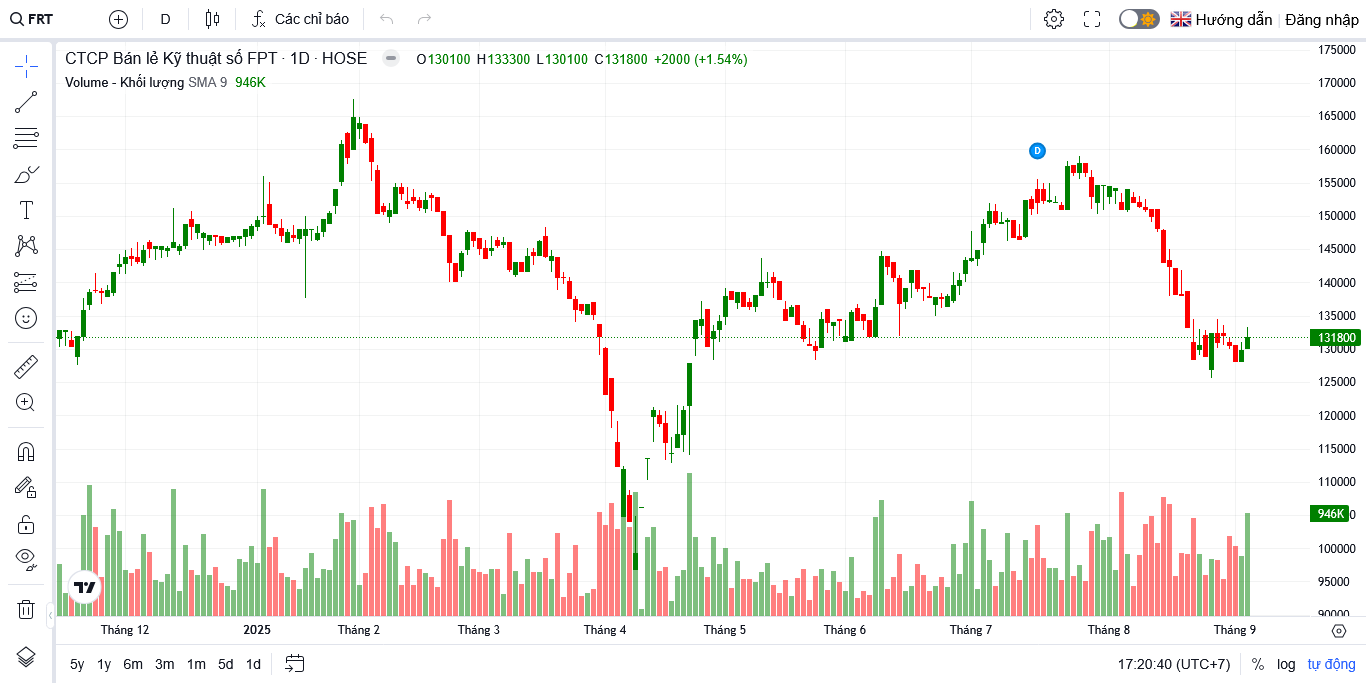 FRT D Các chỉ báo Hướng dẫn Đăng nhập
CTCP Bán lẻ Kỹ thuật số FPT · 1D · HOSE O130100 H133300 L130100 C131800 +2000 (+1.54%)
Volume - Khối lượng SMA 9 946K
175000
170000
165000
160000
D
155000
150000
145000
140000
135000
131800
130000
125000
120000
115000
110000
946K
100000
95000
90000
Tháng 12 2025 Tháng 2 Tháng 3 Tháng 4 Tháng 5 Tháng 6 Tháng 7 Tháng 8 Tháng 9
5y 1y 6m 3m 1m 5d 1d 17:20:40 (UTC+7) % log tự động